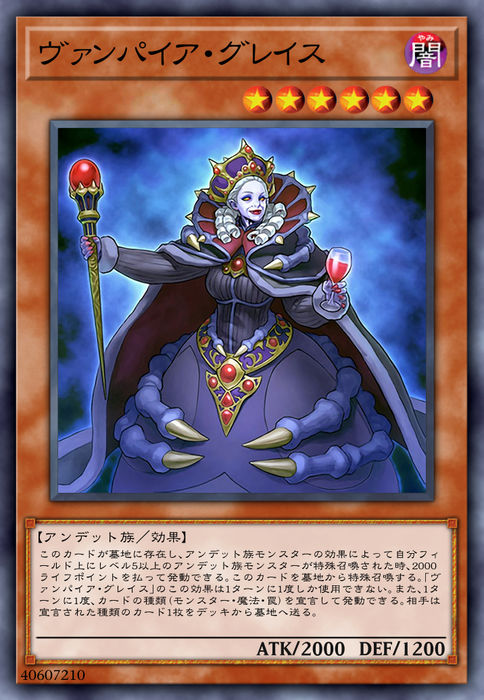 ヴァンパイア・グレイス
やみ
闇
【アンデット族／効果】
このカードが墓地に存在し、アンデット族モンスターの効果によって自分フィ
ールド上にレベル5以上のアンデット族モンスターが特殊召喚された時、2000
ライフポイントを払って発動できる。このカードを墓地から特殊召喚する。「ヴ
ァンパイア・グレイス」のこの効果は1ターンに1度しか使用できない。また、1タ
ーンに1度、カードの種類(モンスター・魔法・罠)を宣言して発動できる。相手は
宣言された種類のカード1枚をデッキから墓地へ送る。
ATK/2000 DEF/1200
40607210